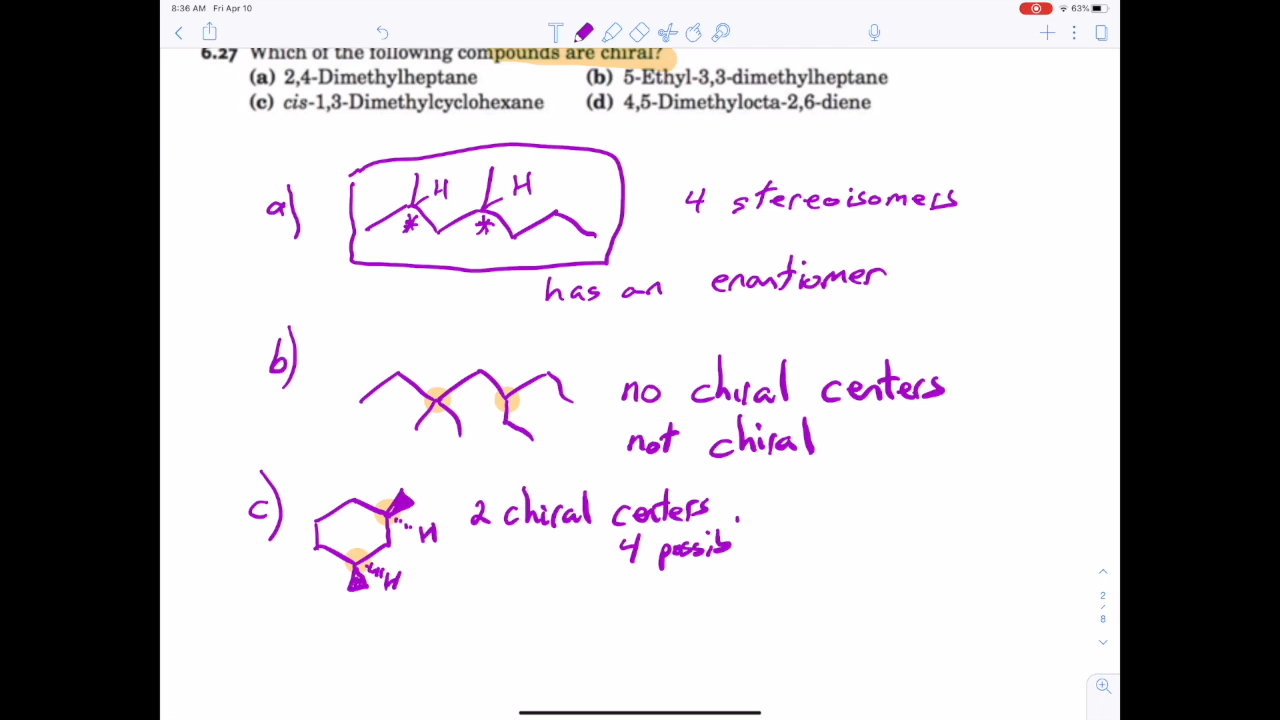 8:36 AM Fri Apr 10
63%
T
6.27 Which of the following compounds are chiral?
(a) 2,4-Dimethylheptane (b) 5-Ethyl-3,3-dimethylheptane
(c) cis-1,3-Dimethylcyclohexane (d) 4,5-Dimethylocta-2,6-diene
a) H H 4 stereoisomers
* *
has an enantiomer
b) no chiral centers
not chiral
c) 2 chiral centers
H 4 possib
H
2
/
8